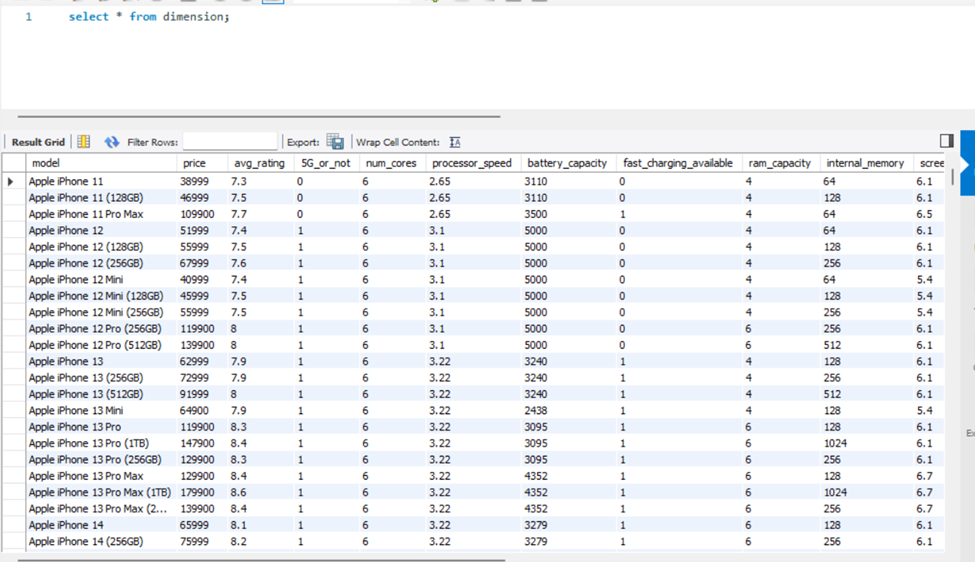 1 select * from dimension;
Result Grid Filter Rows: Export: Wrap Cell Content:
model price avg_rating 5G_or_not num_cores processor_speed battery_capacity fast_charging_available ram_capacity internal_memory scree
Apple iPhone 11 38999 7.3 0 6 2.65 3110 0 4 64 6.1
Apple iPhone 11 (128GB) 46999 7.5 0 6 2.65 3110 0 4 128 6.1
Apple iPhone 11 Pro Max 109900 7.7 0 6 2.65 3500 1 4 64 6.5
Apple iPhone 12 51999 7.4 1 6 3.1 5000 0 4 64 6.1
Apple iPhone 12 (128GB) 55999 7.5 1 6 3.1 5000 0 4 128 6.1
Apple iPhone 12 (256GB) 67999 7.6 1 6 3.1 5000 0 4 256 6.1
Apple iPhone 12 Mini 40999 7.4 1 6 3.1 5000 0 4 64 5.4
Apple iPhone 12 Mini (128GB) 45999 7.5 1 6 3.1 5000 0 4 128 5.4
Apple iPhone 12 Mini (256GB) 55999 7.5 1 6 3.1 5000 0 4 256 5.4
Apple iPhone 12 Pro (256GB) 119900 8 1 6 3.1 5000 0 6 256 6.1
Apple iPhone 12 Pro (512GB) 139900 8 1 6 3.1 5000 0 6 512 6.1
Apple iPhone 13 62999 7.9 1 6 3.22 3240 1 4 128 6.1
Apple iPhone 13 (256GB) 72999 7.9 1 6 3.22 3240 1 4 256 6.1
Apple iPhone 13 (512GB) 91999 8 1 6 3.22 3240 1 4 512 6.1
Apple iPhone 13 Mini 64900 7.9 1 6 3.22 2438 1 4 128 5.4
Apple iPhone 13 Pro 119900 8.3 1 6 3.22 3095 1 6 128 6.1
Apple iPhone 13 Pro (1TB) 147900 8.4 1 6 3.22 3095 1 6 1024 6.1
Apple iPhone 13 Pro (256GB) 129900 8.3 1 6 3.22 3095 1 6 256 6.1
Apple iPhone 13 Pro Max 129900 8.4 1 6 3.22 4352 1 6 128 6.7
Apple iPhone 13 Pro Max (1TB) 179900 8.6 1 6 3.22 4352 1 6 1024 6.7
Apple iPhone 13 Pro Max (2... 139900 8.4 1 6 3.22 4352 1 6 256 6.7
Apple iPhone 14 65999 8.1 1 6 3.22 3279 1 6 128 6.1
Apple iPhone 14 (256GB) 75999 8.2 1 6 3.22 3279 1 6 256 6.1